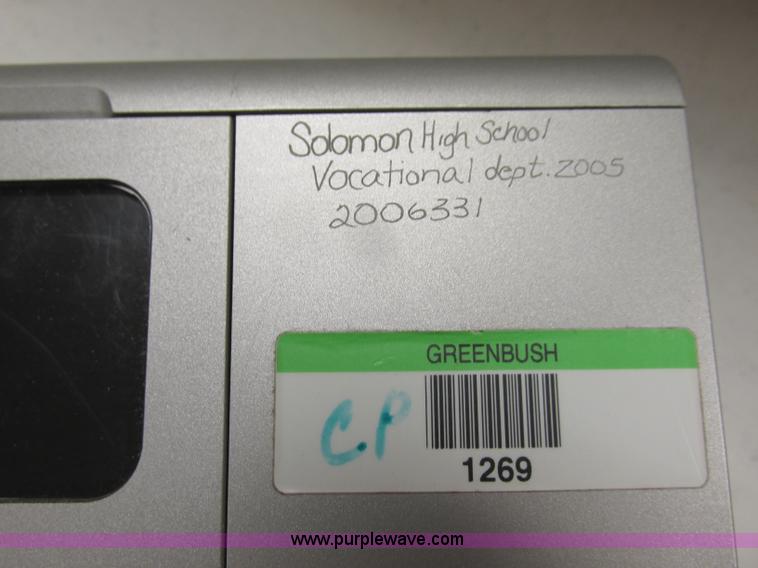 Solomon High School
Vocational dept. 2005
2006331
GREENBUSH
C.P
1269
www.purplewave.com